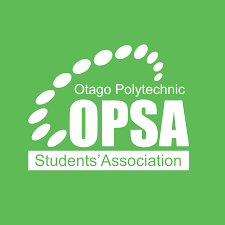 Otago Polytechnic
OPSA
Students'Association